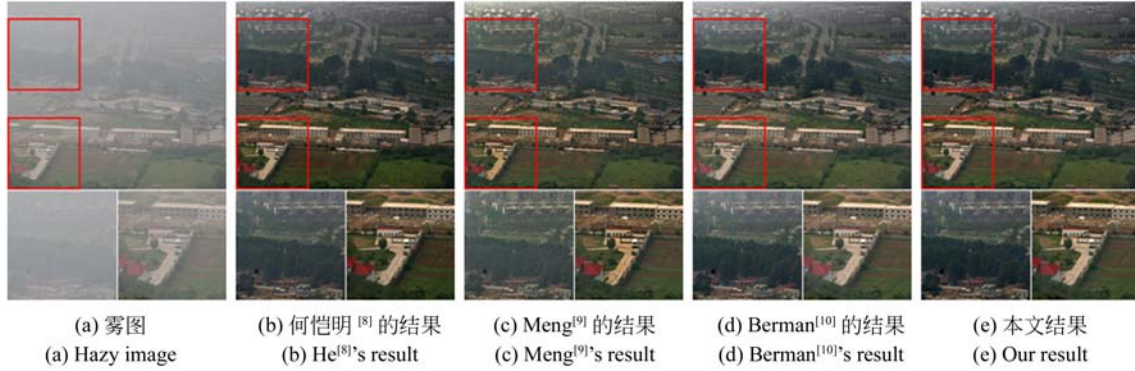 (a) 雾图
(b) 何恺明 [8] 的结果
(c) Meng[9] 的结果
(d) Berman[10] 的结果
(e) 本文结果
(a) Hazy image
(b) He[8]’s result
(c) Meng[9]’s result
(d) Berman[10]’s result
(e) Our result